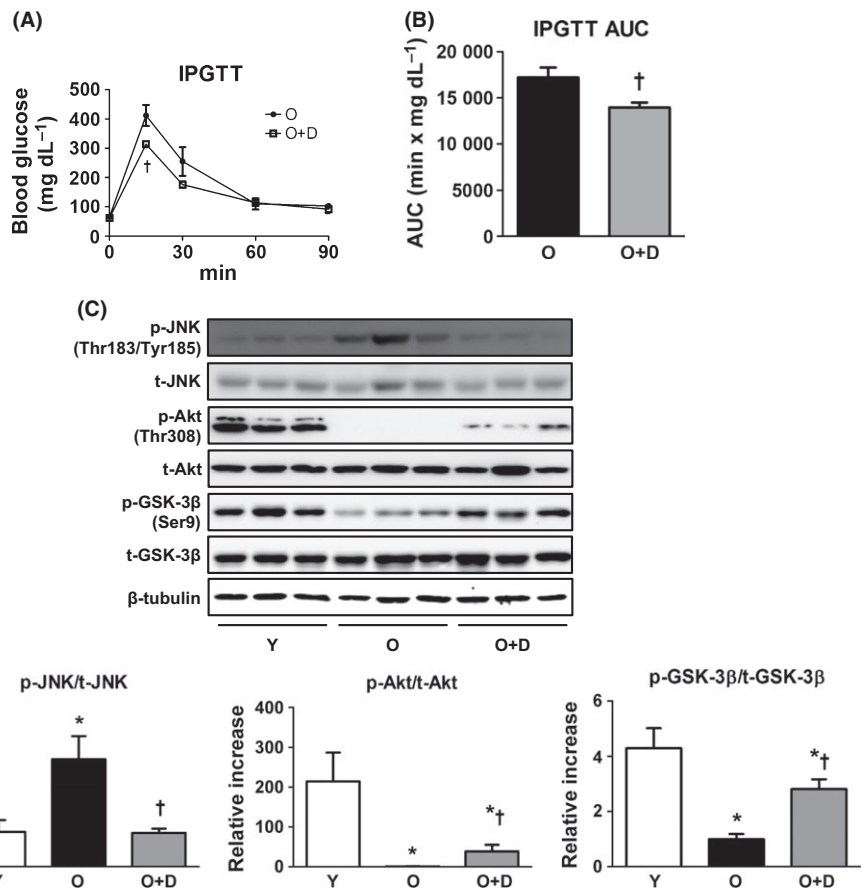 (A)
IPGTT
Blood glucose
(mg dL⁻¹)
500
400
300
200
100
0
O
O+D
†
0 30 60 90
min
(B)
IPGTT AUC
AUC (min x mg dL⁻¹)
20 000
15 000
10 000
5000
0
†
O O+D
(C)
p-JNK
(Thr183/Tyr185)
t-JNK
p-Akt
(Thr308)
t-Akt
p-GSK-3β
(Ser9)
t-GSK-3β
β-tubulin
Y O O+D
p-JNK/t-JNK
*
†
O O+D
p-Akt/t-Akt
Relative increase
400
300
200
100
0
*
*†
Y O O+D
p-GSK-3β/t-GSK-3β
Relative increase
6
4
2
0
*
*†
Y O O+D